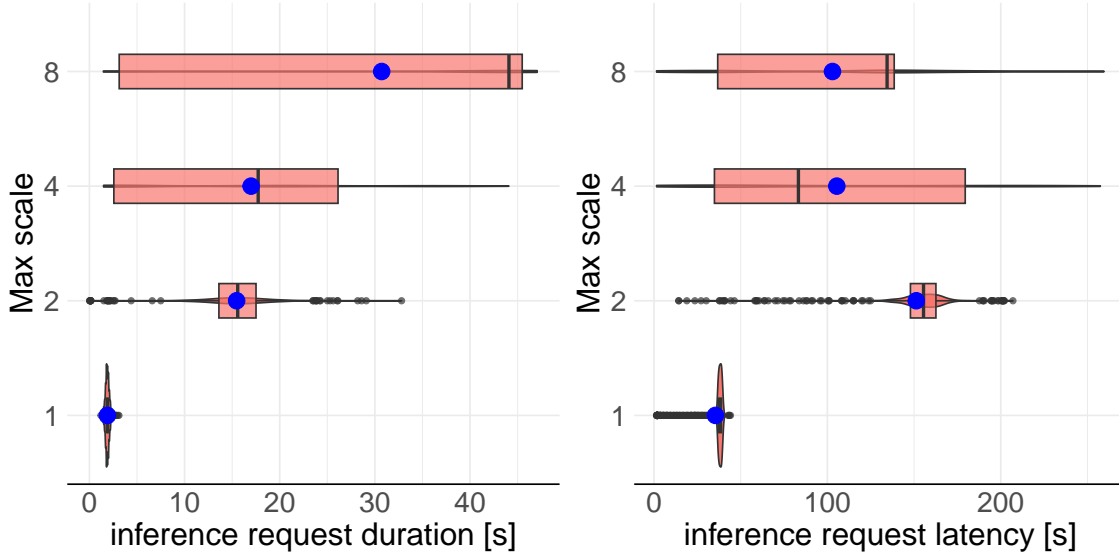 Max scale
8
4
2
1
0 10 20 30 40
inference request duration [s]
Max scale
8
4
2
1
0 100 200
inference request latency [s]